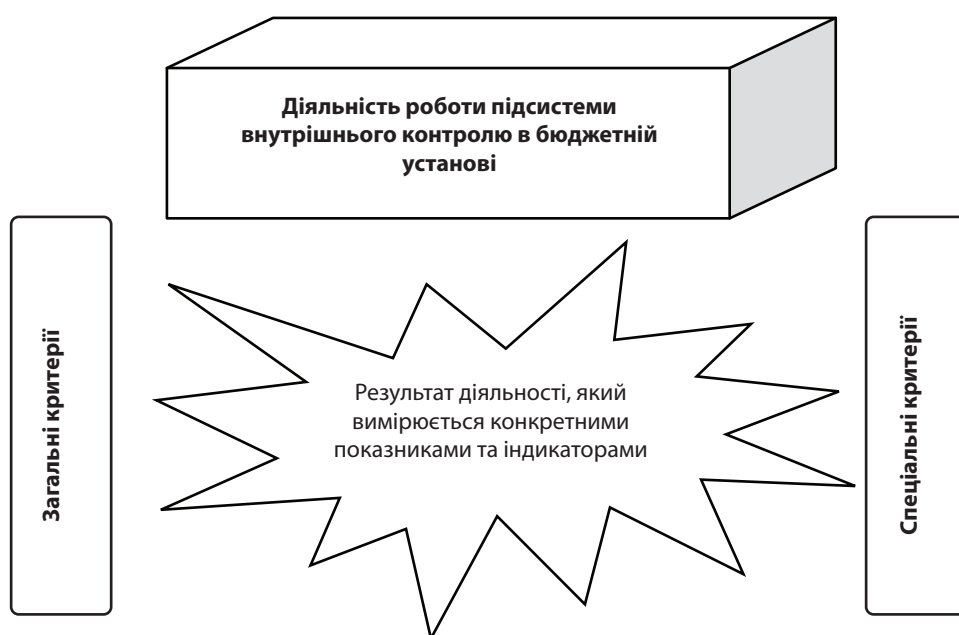 Діяльність роботи підсистеми
внутрішнього контролю в бюджетній
установі
Загальні критерії
Результат діяльності, який
вимірюється конкретними
показниками та індикаторами
Спеціальні критерії